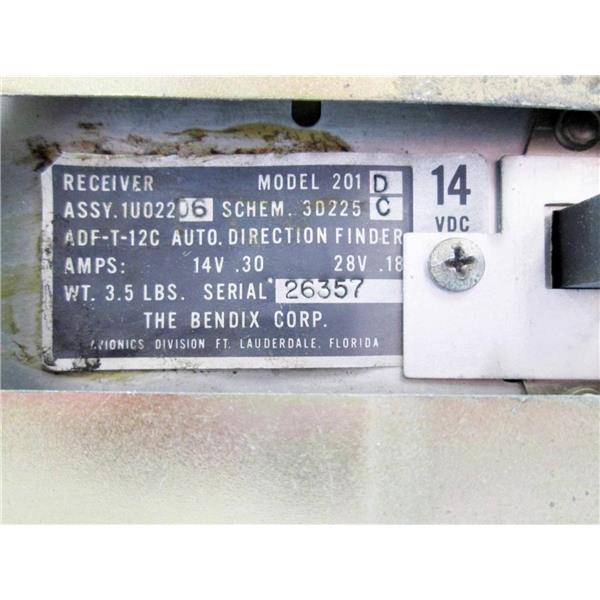 RECEIVER MODEL 201 D
ASSY. 1U022 06 SCHEM. 3D225 C
ADF-T-12C AUTO. DIRECTION FINDER
AMPS: 14V .30 28V .18
WT. 3.5 LBS. SERIAL 26357
THE BENDIX CORP.
AVIONICS DIVISION FT. LAUDERDALE, FLORIDA
14
VDC